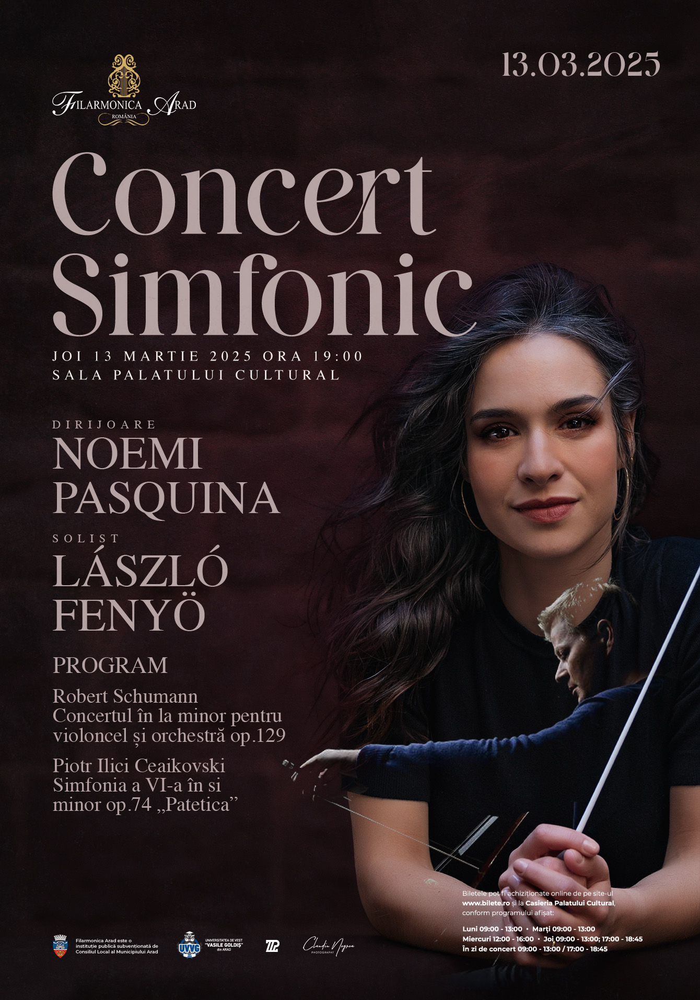 13.03.2025
FILARMONICA ARAD
ROMÂNIA
Concert
Simfonic
JOI 13 MARTIE 2025 ORA 19:00
SALA PALATULUI CULTURAL
DIRIJOARE
NOEMI
PASQUINA
SOLIST
LÁSZLÓ
FENYÖ
PROGRAM
Robert Schumann
Concertul în la minor pentru
violoncel și orchestră op.129
Piotr Ilici Ceaikovski
Simfonia a VI-a în si
minor op.74 „Patetica”
Biletele pot fi achiziționate online de pe site-ul
www.bilete.ro și la Casieria Palatului Cultural,
conform programului afișat:
Luni 09:00 - 13:00 • Marți 09:00 - 13:00
Miercuri 12:00 - 16:00 • Joi 09:00 - 13:00; 17:00 - 18:45
În zi de concert 09:00 - 13:00 / 17:00 - 18:45
Filarmonica Arad este o
instituție publică subvenționată de
Consiliul Local al Municipiului Arad
UVVG
UNIVERSITATEA DE VEST
"VASILE GOLDIȘ"
din ARAD
Claudiu Negrea
PHOTOGRAPHY